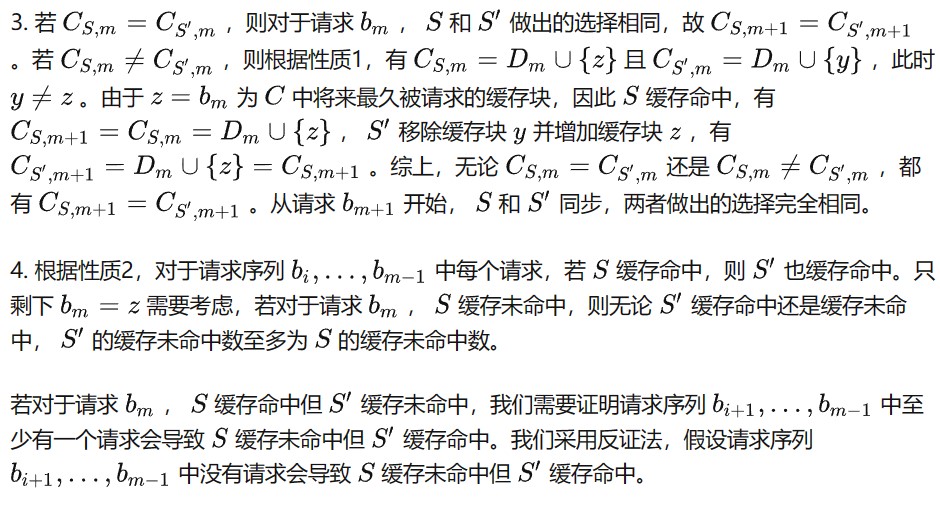 3. 若 $C_{S,m} = C_{S',m}$ ，则对于请求 $b_m$ ， $S$ 和 $S'$ 做出的选择相同，故 $C_{S,m+1} = C_{S',m+1}$
。若 $C_{S,m} \neq C_{S',m}$ ，则根据性质1，有 $C_{S,m} = D_m \cup \{z\}$ 且 $C_{S',m} = D_m \cup \{y\}$ ，此时
$y \neq z$ 。由于 $z = b_m$ 为 $C$ 中将来最久被请求的缓存块，因此 $S$ 缓存命中，有
$C_{S,m+1} = C_{S,m} = D_m \cup \{z\}$ ， $S'$ 移除缓存块 $y$ 并增加缓存块 $z$ ，有
$C_{S',m+1} = D_m \cup \{z\} = C_{S,m+1}$ 。综上，无论 $C_{S,m} = C_{S',m}$ 还是 $C_{S,m} \neq C_{S',m}$ ，都
有 $C_{S,m+1} = C_{S',m+1}$ 。从请求 $b_{m+1}$ 开始， $S$ 和 $S'$ 同步，两者做出的选择完全相同。
4. 根据性质2，对于请求序列 $b_i, \ldots, b_{m-1}$ 中每个请求，若 $S$ 缓存命中，则 $S'$ 也缓存命中。只
剩下 $b_m = z$ 需要考虑，若对于请求 $b_m$ ， $S$ 缓存未命中，则无论 $S'$ 缓存命中还是缓存未命
中， $S'$ 的缓存未命中数至多为 $S$ 的缓存未命中数。
若对于请求 $b_m$ ， $S$ 缓存命中但 $S'$ 缓存未命中，我们需要证明请求序列 $b_{i+1}, \ldots, b_{m-1}$ 中至
少有一个请求会导致 $S$ 缓存未命中但 $S'$ 缓存命中。我们采用反证法，假设请求序列
$b_{i+1}, \ldots, b_{m-1}$ 中没有请求会导致 $S$ 缓存未命中但 $S'$ 缓存命中。